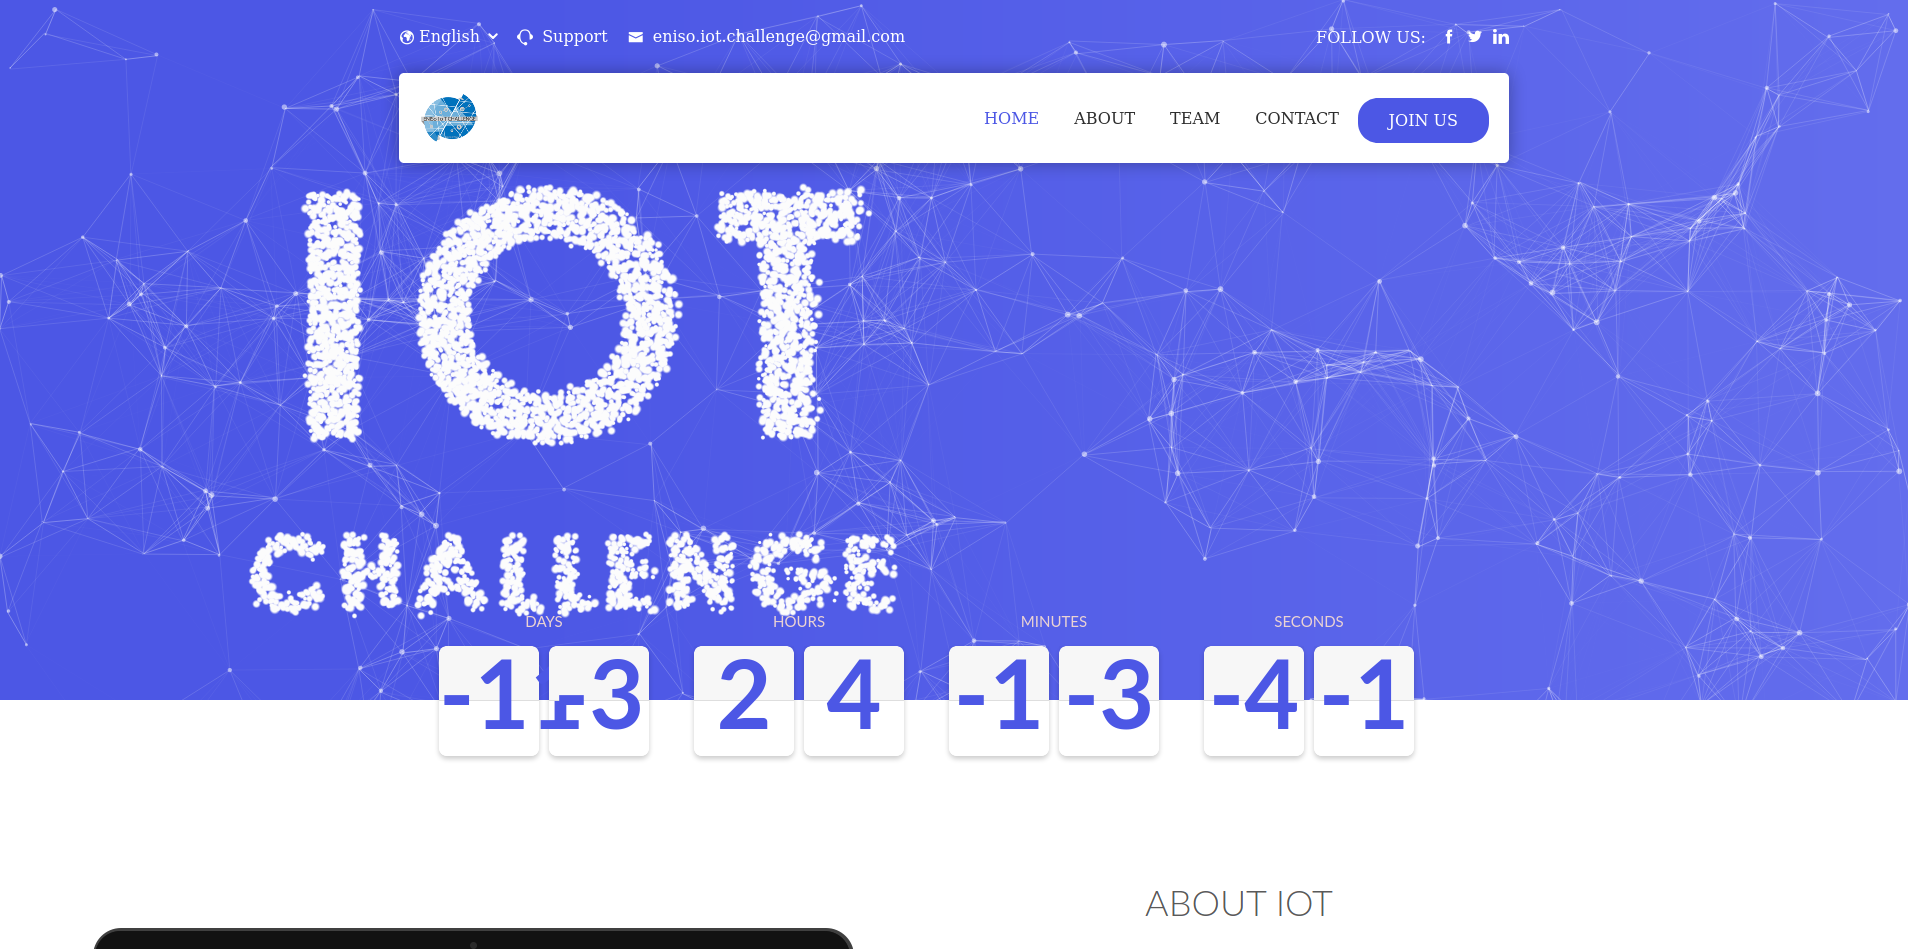 English Support eniso.iot.challenge@gmail.com FOLLOW US:
HOME ABOUT TEAM CONTACT JOIN US
IOT
CHALLENGE
DAYS HOURS MINUTES SECONDS
-1 -3 2 4 -1 -3 -4 -1
ABOUT IOT